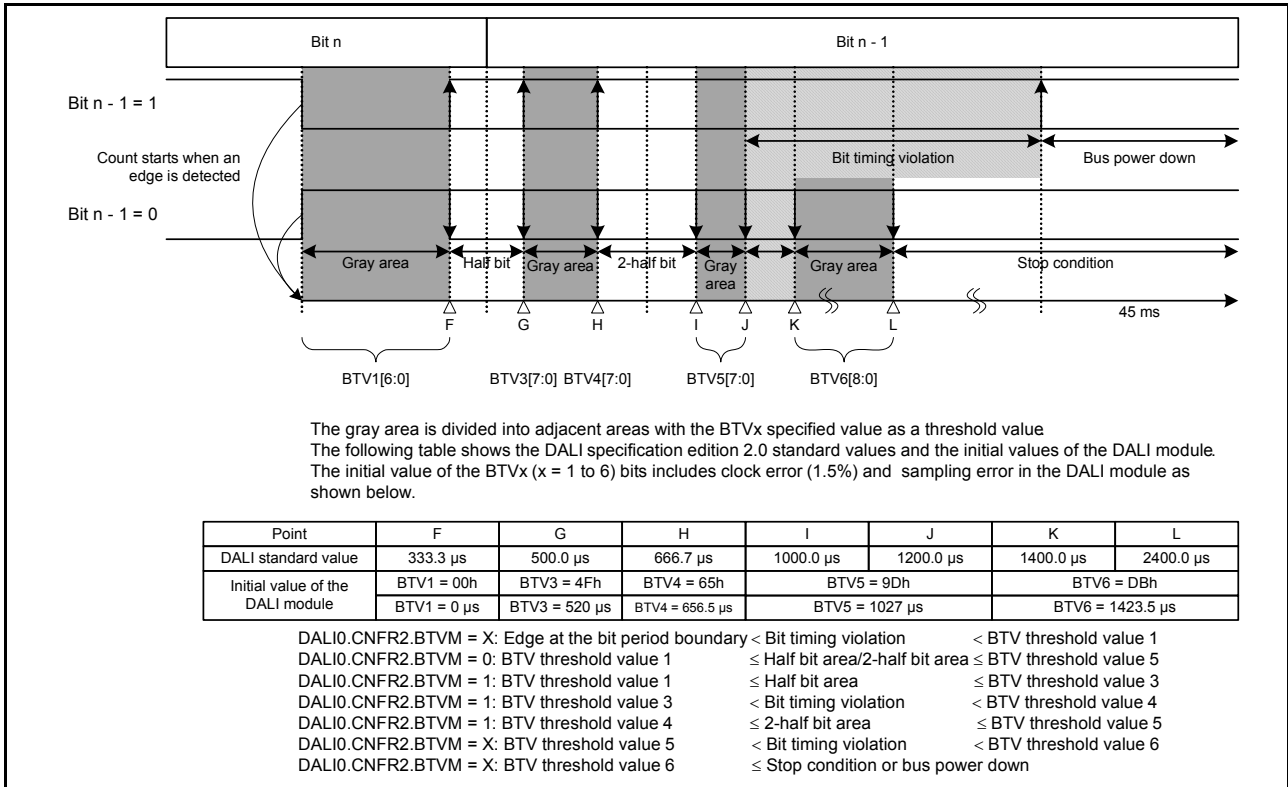 Bit n
Bit n - 1
Bit n - 1 = 1
Count starts when an
edge is detected
Bit timing violation
Bus power down
Bit n - 1 = 0
Gray area
Half bit
Gray area
2-half bit
Gray
area
Gray area
Stop condition
45 ms
F
G
H
I
J
K
L
BTV1[6:0]
BTV3[7:0]
BTV4[7:0]
BTV5[7:0]
BTV6[8:0]
The gray area is divided into adjacent areas with the BTVx specified value as a threshold value.
The following table shows the DALI specification edition 2.0 standard values and the initial values of the DALI module.
The initial value of the BTVx (x = 1 to 6) bits includes clock error (1.5%) and sampling error in the DALI module as
shown below.
Point F G H I J K L
DALI standard value 333.3 µs 500.0 µs 666.7 µs 1000.0 µs 1200.0 µs 1400.0 µs 2400.0 µs
Initial value of the
DALI module
BTV1 = 00h BTV3 = 4Fh BTV4 = 65h BTV5 = 9Dh BTV6 = DBh
BTV1 = 0 µs BTV3 = 520 µs BTV4 = 656.5 µs BTV5 = 1027 µs BTV6 = 1423.5 µs
DALI0.CNFR2.BTVM = X: Edge at the bit period boundary < Bit timing violation < BTV threshold value 1
DALI0.CNFR2.BTVM = 0: BTV threshold value 1 ≤ Half bit area/2-half bit area ≤ BTV threshold value 5
DALI0.CNFR2.BTVM = 1: BTV threshold value 1 ≤ Half bit area ≤ BTV threshold value 3
DALI0.CNFR2.BTVM = 1: BTV threshold value 3 < Bit timing violation < BTV threshold value 4
DALI0.CNFR2.BTVM = 1: BTV threshold value 4 ≤ 2-half bit area ≤ BTV threshold value 5
DALI0.CNFR2.BTVM = X: BTV threshold value 5 < Bit timing violation < BTV threshold value 6
DALI0.CNFR2.BTVM = X: BTV threshold value 6 ≤ Stop condition or bus power down